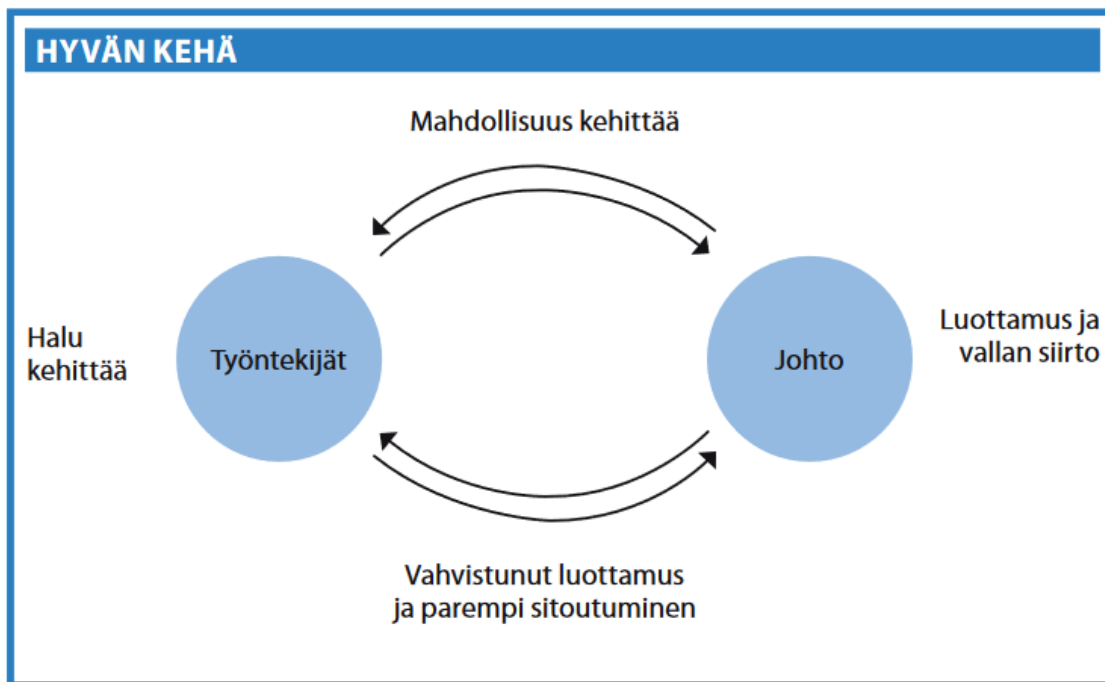 HYVÄN KEHÄ
Mahdollisuus kehittää
Halu
kehittää
Työntekijät
Johto
Luottamus ja
vallan siirto
Vahvistunut luottamus
ja parempi sitoutuminen